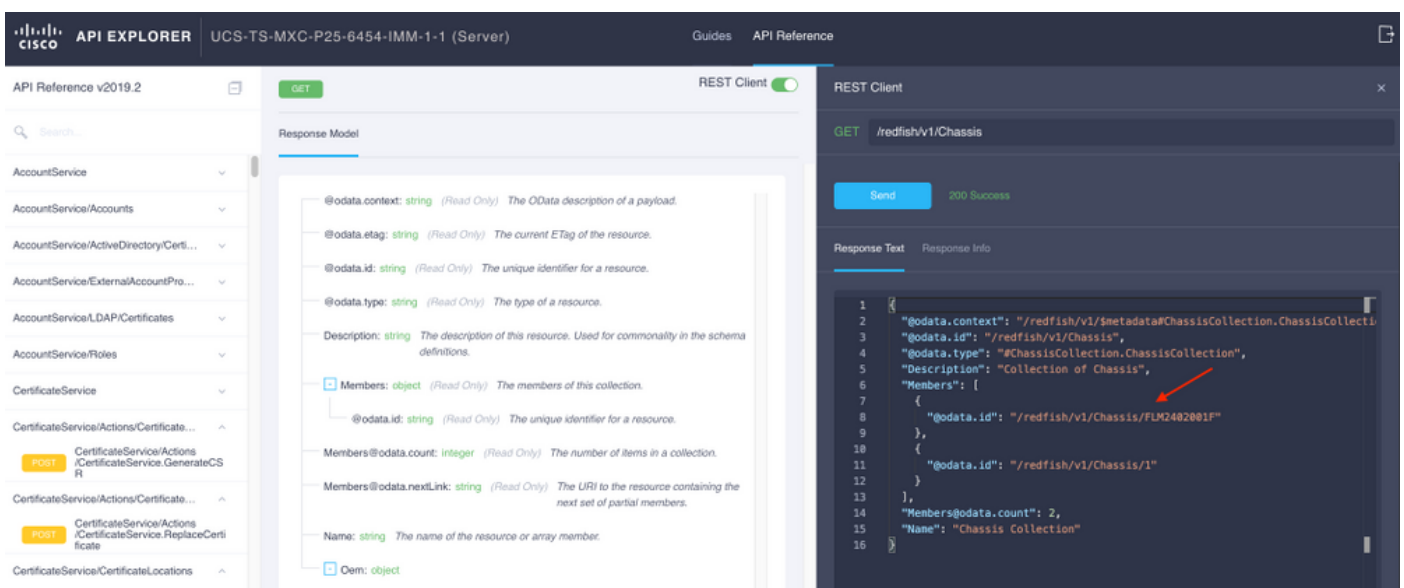 CISCO API EXPLORER UCS-TS-MXC-P25-6454-IMM-1-1 (Server) Guides API Reference
API Reference v2019.2
Search...
AccountService
AccountService/Accounts
AccountService/ActiveDirectory/Certi...
AccountService/ExternalAccountPro...
AccountService/LDAP/Certificates
AccountService/Roles
CertificateService
CertificateService/Actions/Certificate...
POST CertificateService/Actions
/CertificateService.GenerateCS
R
CertificateService/Actions/Certificate...
POST CertificateService/Actions
/CertificateService.ReplaceCerti
ficate
CertificateService/CertificateLocations
GET REST Client
Response Model
@odata.context: string (Read Only) The OData description of a payload.
@odata.etag: string (Read Only) The current ETag of the resource.
@odata.id: string (Read Only) The unique identifier for a resource.
@odata.type: string (Read Only) The type of a resource.
Description: string The description of this resource. Used for commonality in the schema
definitions.
- Members: object (Read Only) The members of this collection.
@odata.id: string (Read Only) The unique identifier for a resource.
Members@odata.count: integer (Read Only) The number of items in a collection.
Members@odata.nextLink: string (Read Only) The URI to the resource containing the
next set of partial members.
Name: string The name of the resource or array member.
- Oem: object
REST Client ×
GET /redfish/v1/Chassis
Send 200 Success
Response Text Response Info
1 {
2 "@odata.context": "/redfish/v1/$metadata#ChassisCollection.ChassisCollecti
3 "@odata.id": "/redfish/v1/Chassis",
4 "@odata.type": "#ChassisCollection.ChassisCollection",
5 "Description": "Collection of Chassis",
6 "Members": [
7 {
8 "@odata.id": "/redfish/v1/Chassis/FLM2402001F"
9 },
10 {
11 "@odata.id": "/redfish/v1/Chassis/1"
12 }
13 ],
14 "Members@odata.count": 2,
15 "Name": "Chassis Collection"
16 }